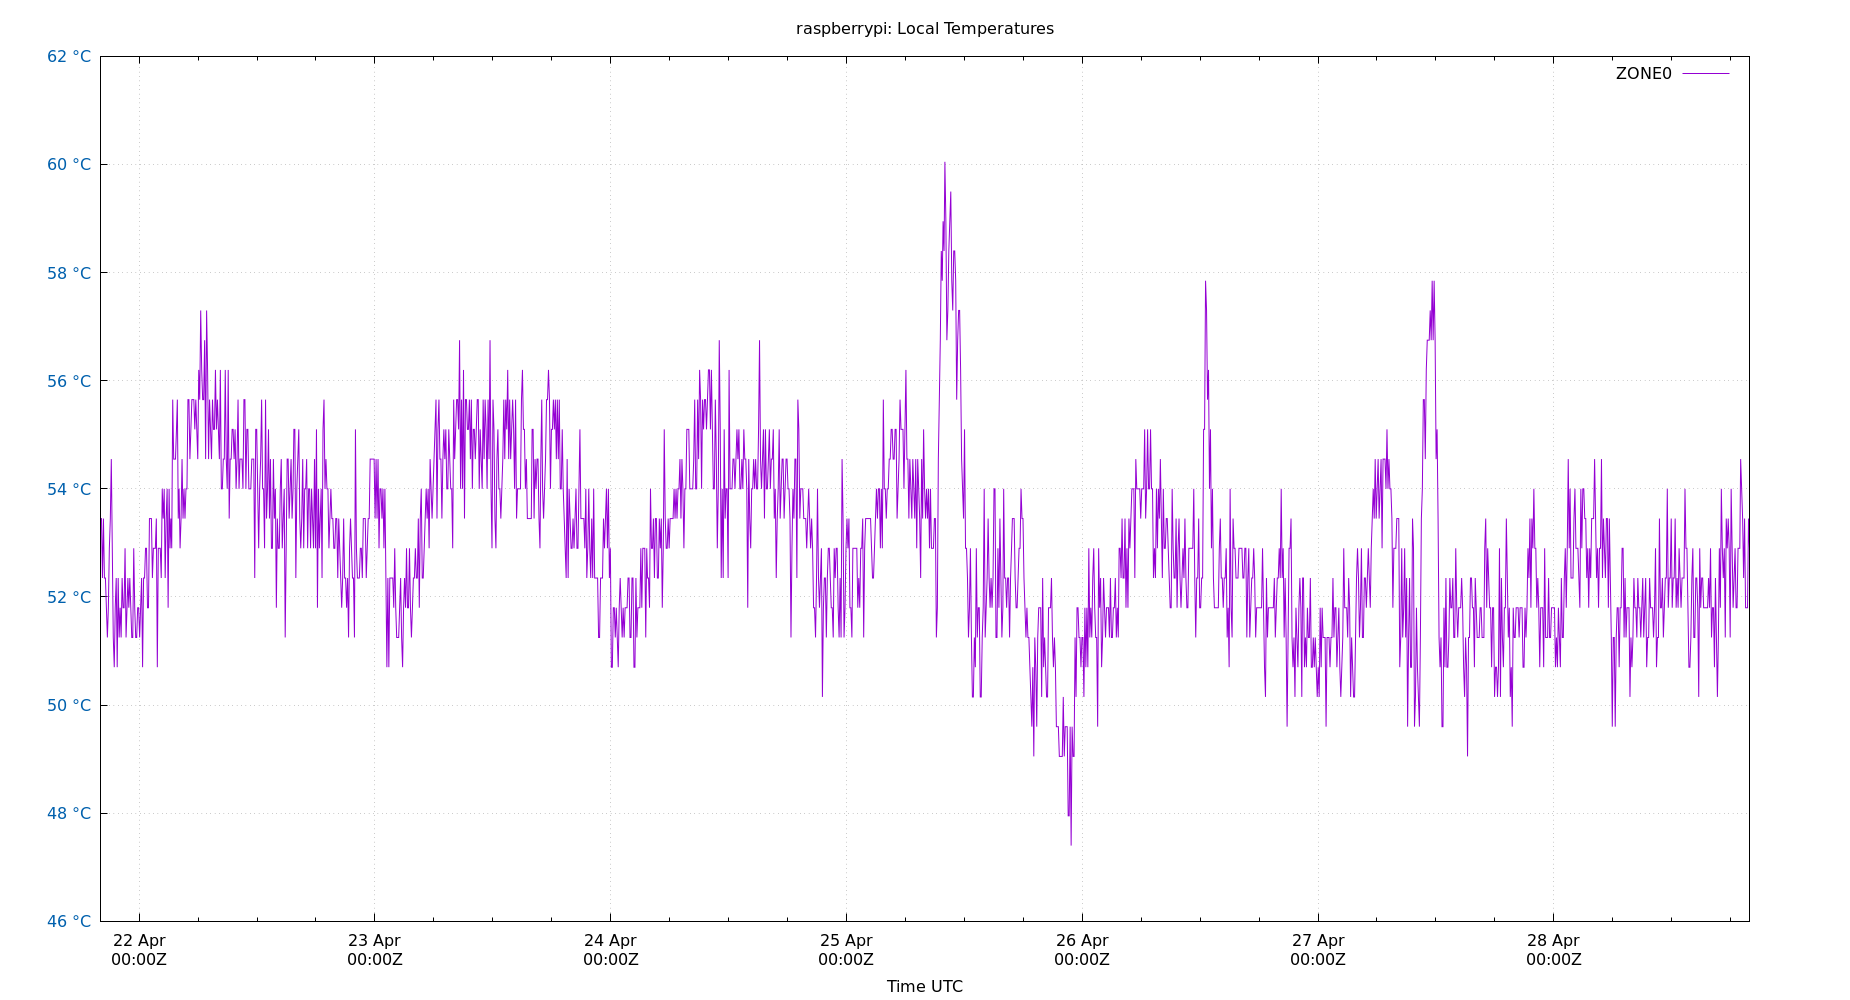 raspberrypi: Local Temperatures
62 °C
ZONE0
60 °C
58 °C
56 °C
54 °C
52 °C
50 °C
48 °C
46 °C
22 Apr 23 Apr 24 Apr 25 Apr 26 Apr 27 Apr 28 Apr
00:00Z 00:00Z 00:00Z 00:00Z 00:00Z 00:00Z 00:00Z
Time UTC